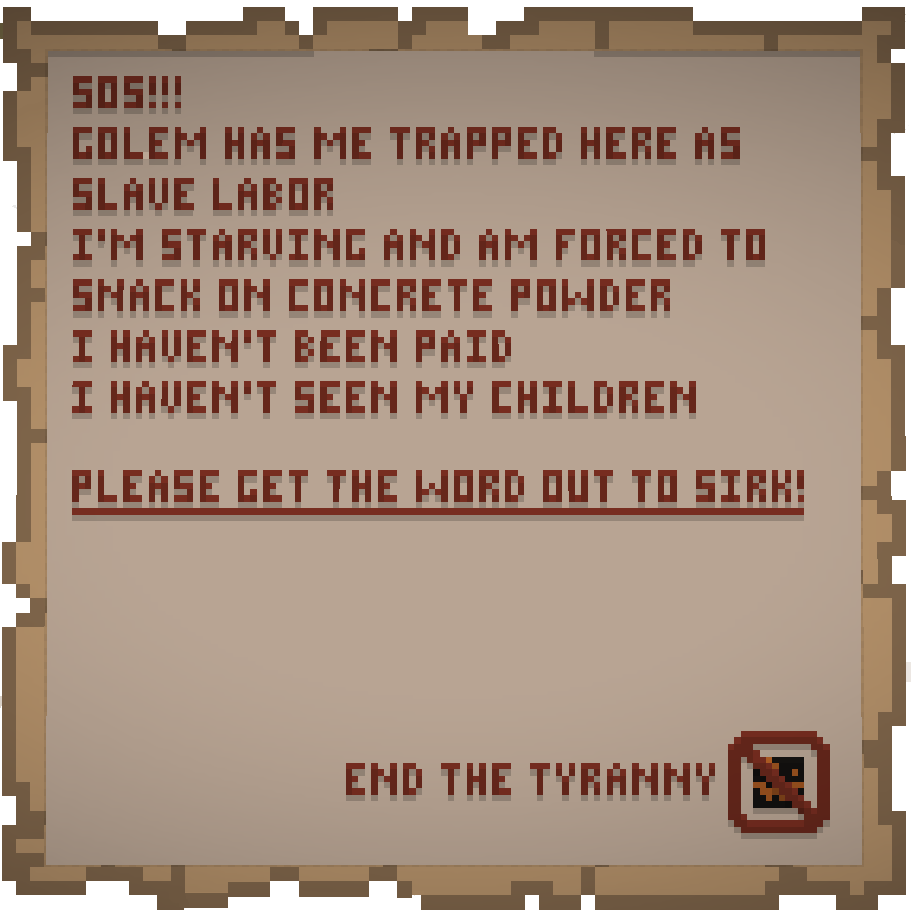 SOS!!!
GOLEM HAS ME TRAPPED HERE AS
SLAVE LABOR
I'M STARVING AND AM FORCED TO
SNACK ON CONCRETE POWDER
I HAVEN'T BEEN PAID
I HAVEN'T SEEN MY CHILDREN
PLEASE GET THE WORD OUT TO SIRK!
END THE TYRANNY